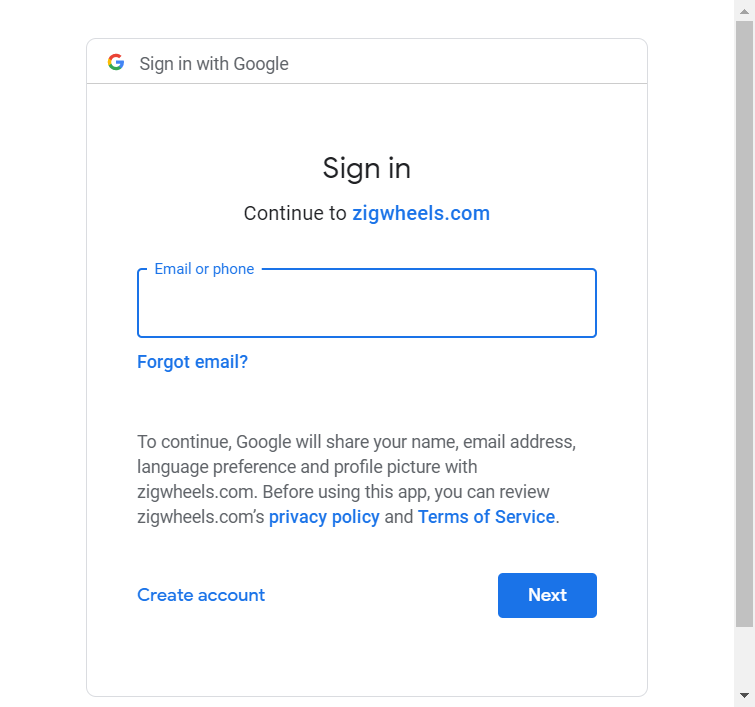 Sign in with Google
Sign in
Continue to zigwheels.com
Email or phone
Forgot email?
To continue, Google will share your name, email address,
language preference and profile picture with
zigwheels.com. Before using this app, you can review
zigwheels.com’s privacy policy and Terms of Service.
Create account
Next